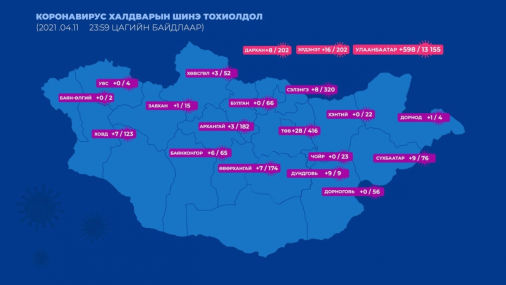 КОРОНАВИРУС ХАЛДВАРЫН ШИНЭ ТОХИОЛДОЛ
(2021 .04.11 23:59 ЦАГИЙН БАЙДЛААР)
ДАРХАН+8 / 202
ЭРДЭНЭТ +16 / 202
УЛААНБААТАР +598 / 13 155
ХӨВСГӨЛ +3 / 52
УВС +0 / 4
СЭЛЭНГЭ +8 / 320
БАЯН-ӨЛГИЙ +0 / 2
ЗАВХАН +1 / 15
БУЛГАН +0 / 66
ХЭНТИЙ +0 / 22
ДОРНОД +1 / 4
АРХАНГАЙ +3 / 182
ТӨВ +28 / 416
ХОВД +7 / 123
БАЯНХОНГОР +6 / 65
ЧОЙР +0 / 23
СҮХБААТАР +9 / 76
ӨВӨРХАНГАЙ +7 / 174
ДУНДГОВЬ +9 / 9
ДОРНОГОВЬ +0 / 56